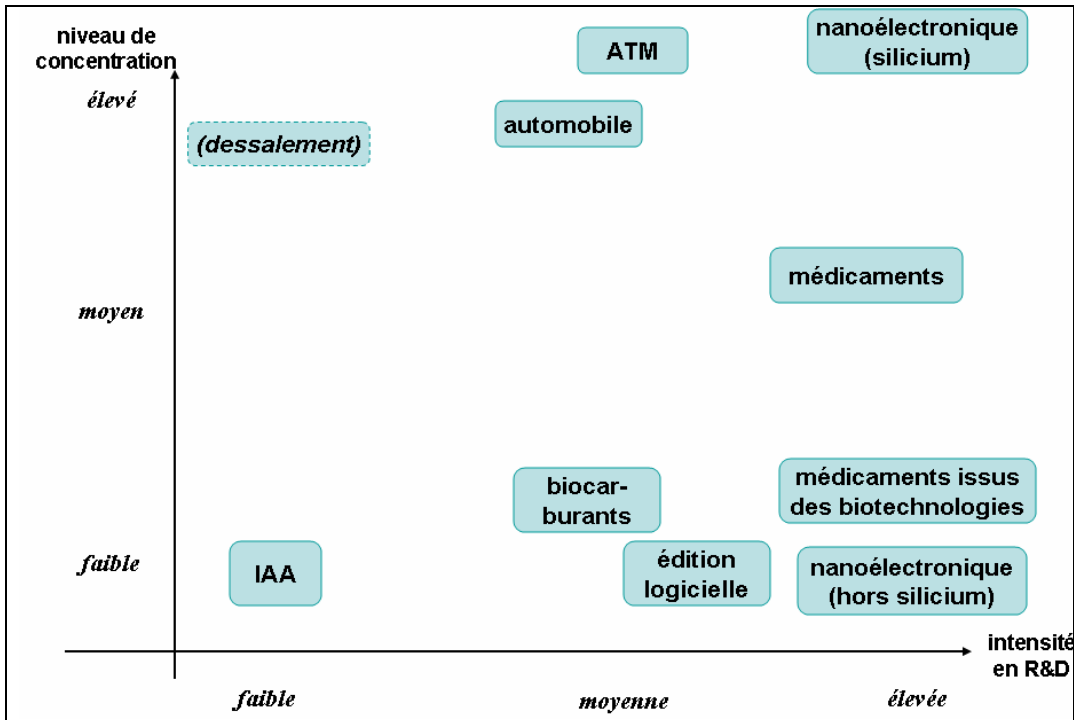 niveau de
concentration
élevé
ATM
nanoélectronique
(silicium)
automobile
(dessalement)
médicaments
moyen
biocar-
burants
médicaments issus
des biotechnologies
faible
IAA
édition
logicielle
nanoélectronique
(hors silicium)
intensité
en R&D
faible
moyenne
élevée